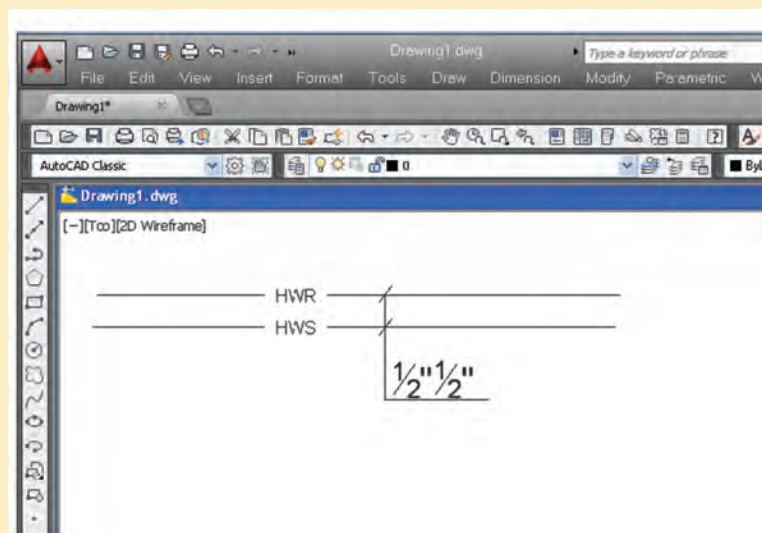 Drawing1.dwg
Type a keyword or phrase
File Edit View Insert Format Tools Draw Dimension Modify Parametric W
Drawing1*
AutoCAD Classic
0
ByL
Drawing1.dwg
[−][Top][2D Wireframe]
HWR
HWS
1/2"1/2"